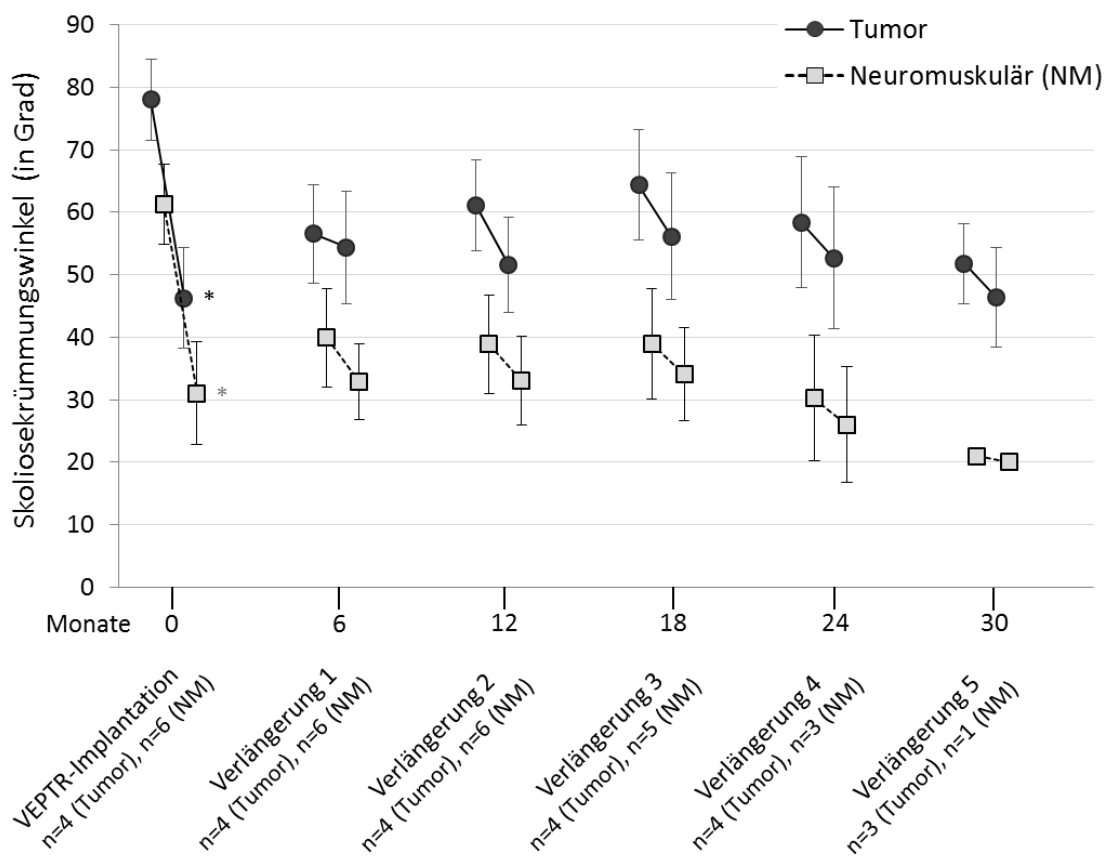 90
80
70
60
50
40
30
20
10
0
Skoliosekrümmungswinkel (in Grad)
Tumor
Neuromuskulär (NM)
*
*
Monate 0 6 12 18 24 30
VEPTR-Implantation
n=4 (Tumor), n=6 (NM)
Verlängerung 1
n=4 (Tumor), n=6 (NM)
Verlängerung 2
n=4 (Tumor), n=6 (NM)
Verlängerung 3
n=4 (Tumor), n=5 (NM)
Verlängerung 4
n=4 (Tumor), n=3 (NM)
Verlängerung 5
n=3 (Tumor), n=1 (NM)